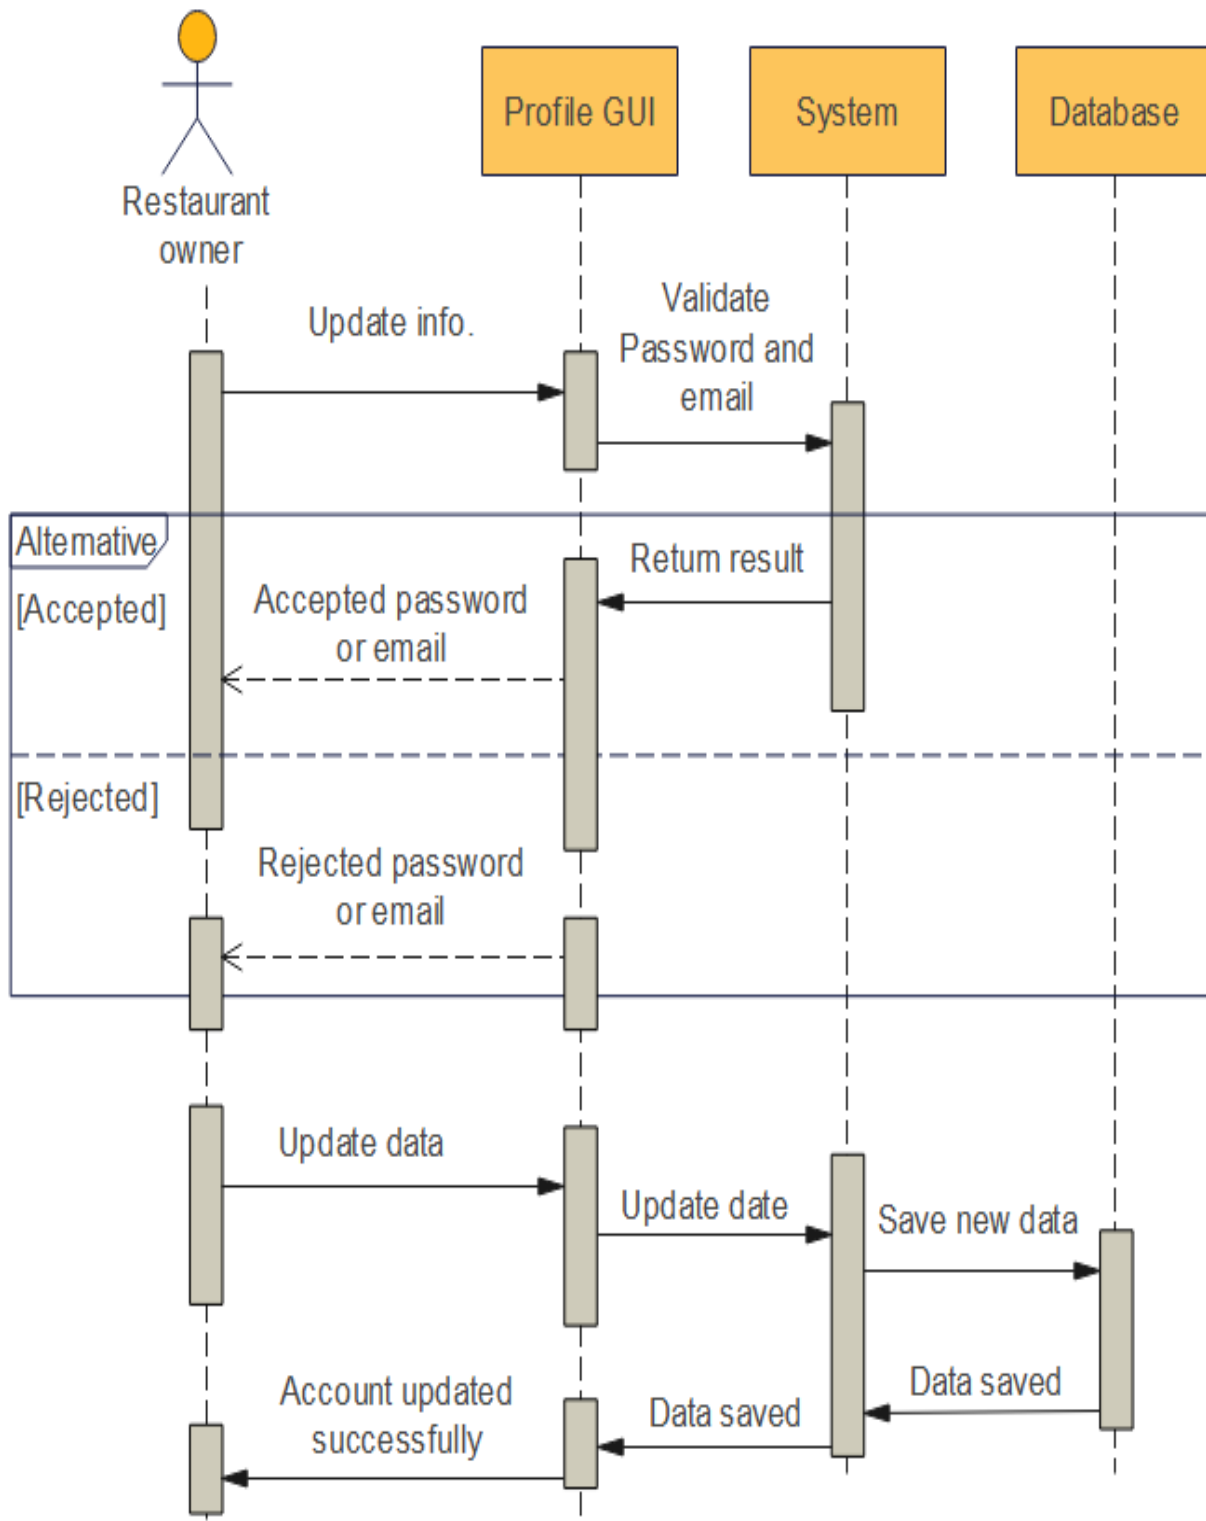 Profile GUI
System
Database
Restaurant
owner
Update info.
Validate
Password and
email
Alternative
[Accepted]
Return result
Accepted password
or email
[Rejected]
Rejected password
or email
Update data
Update date
Save new data
Data saved
Data saved
Account updated
successfully